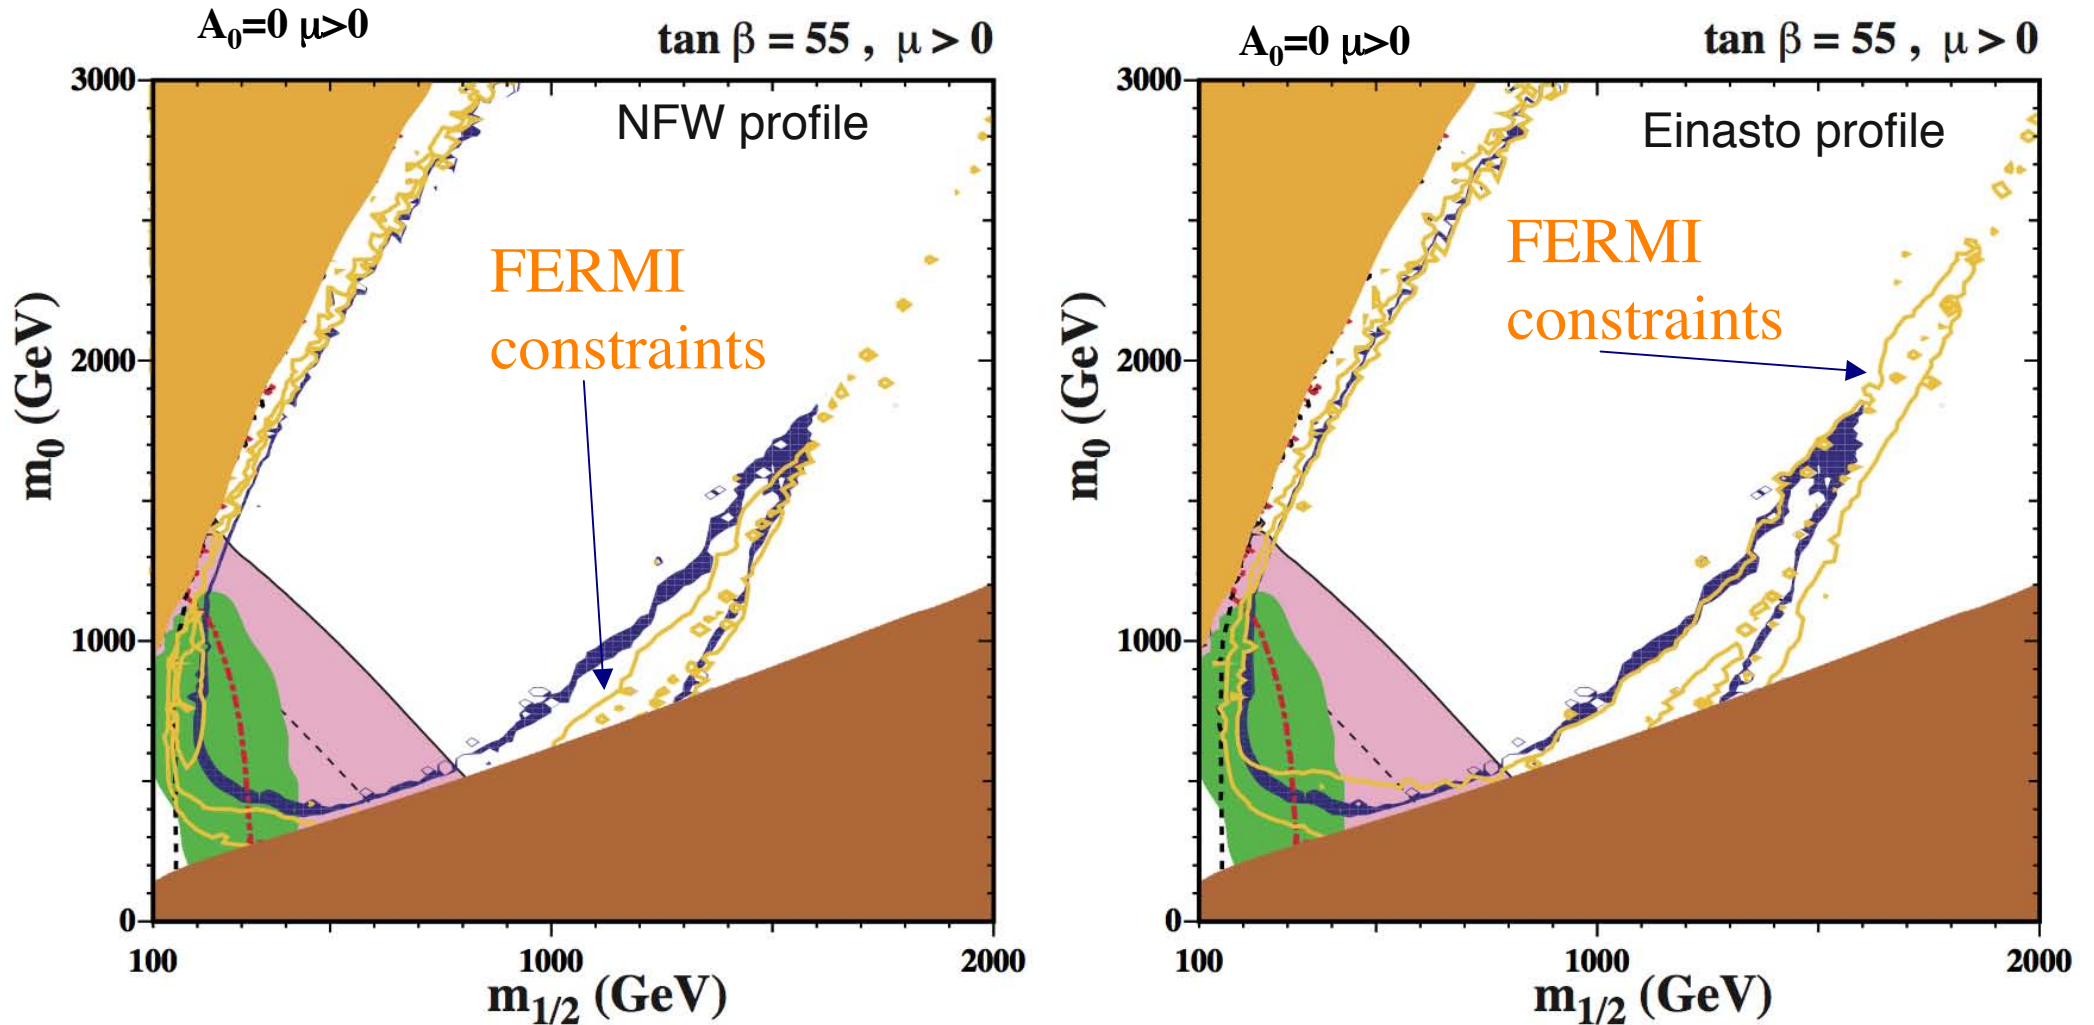 A₀=0 μ>0
tan β = 55 , μ > 0
3000
NFW profile
FERMI
constraints
2000
m₀ (GeV)
1000
0
100
1000
2000
m₁/₂ (GeV)
A₀=0 μ>0
tan β = 55 , μ > 0
3000
Einasto profile
FERMI
constraints
2000
m₀ (GeV)
1000
0
100
1000
2000
m₁/₂ (GeV)